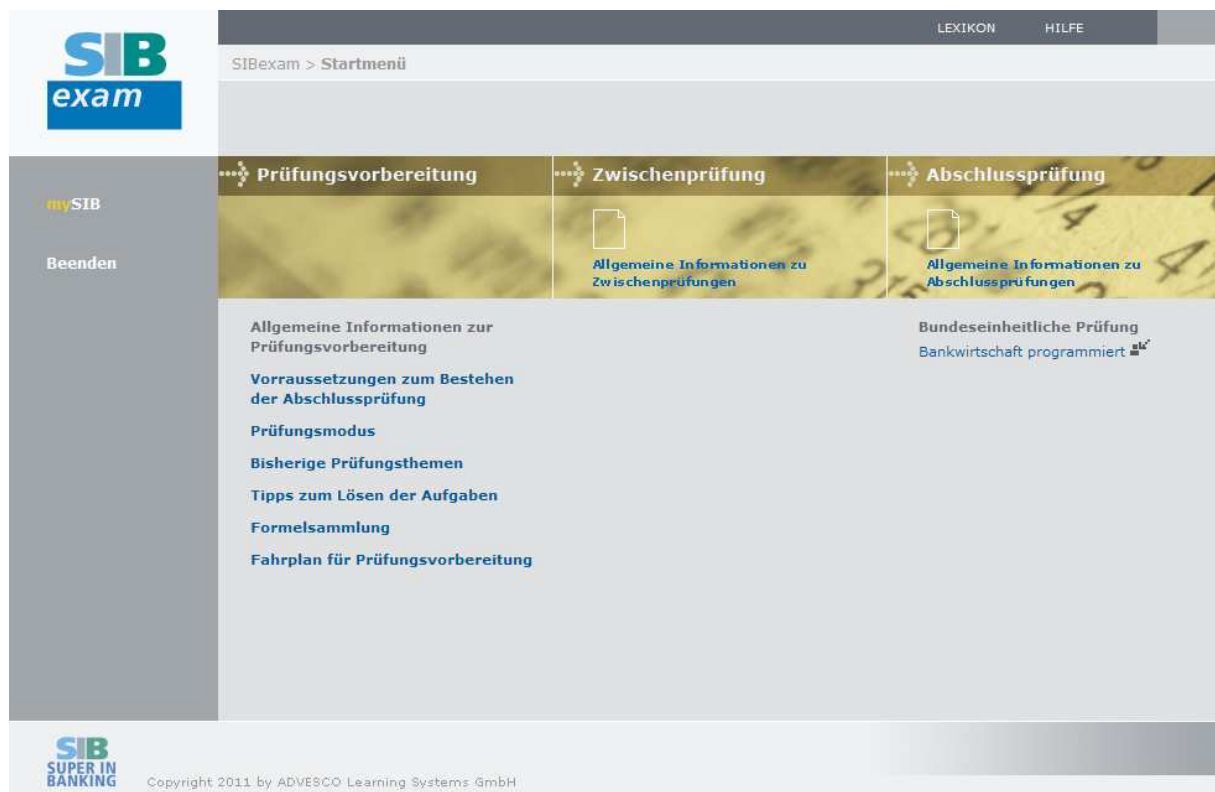 SIB
exam
LEXIKON HILFE
SIBexam > Startmenü
mySIB
Beenden
Prüfungsvorbereitung
Zwischenprüfung
Allgemeine Informationen zu
Zwischenprüfungen
Abschlussprüfung
Allgemeine Informationen zu
Abschlussprüfungen
Allgemeine Informationen zur
Prüfungsvorbereitung
Vorraussetzungen zum Bestehen
der Abschlussprüfung
Prüfungsmodus
Bisherige Prüfungsthemen
Tipps zum Lösen der Aufgaben
Formelsammlung
Fahrplan für Prüfungsvorbereitung
Bundeseinheitliche Prüfung
Bankwirtschaft programmiert
SIB
SUPER IN
BANKING
Copyright 2011 by ADVESCO Learning Systems GmbH